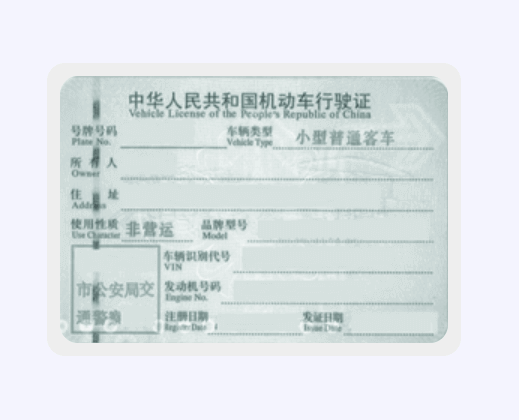 中华人民共和国机动车行驶证
Vehicle License of the People's Republic of China
号牌号码 车辆类型 小型普通客车
Plate No. Vehicle Type
所有人
Owner
住址
Address
使用性质 非营运 品牌型号
Use Character Model
车辆识别代号
VIN
市公安局交
发动机号码
Engine No.
通警
注册日期 发证日期
Register Date Issue Date